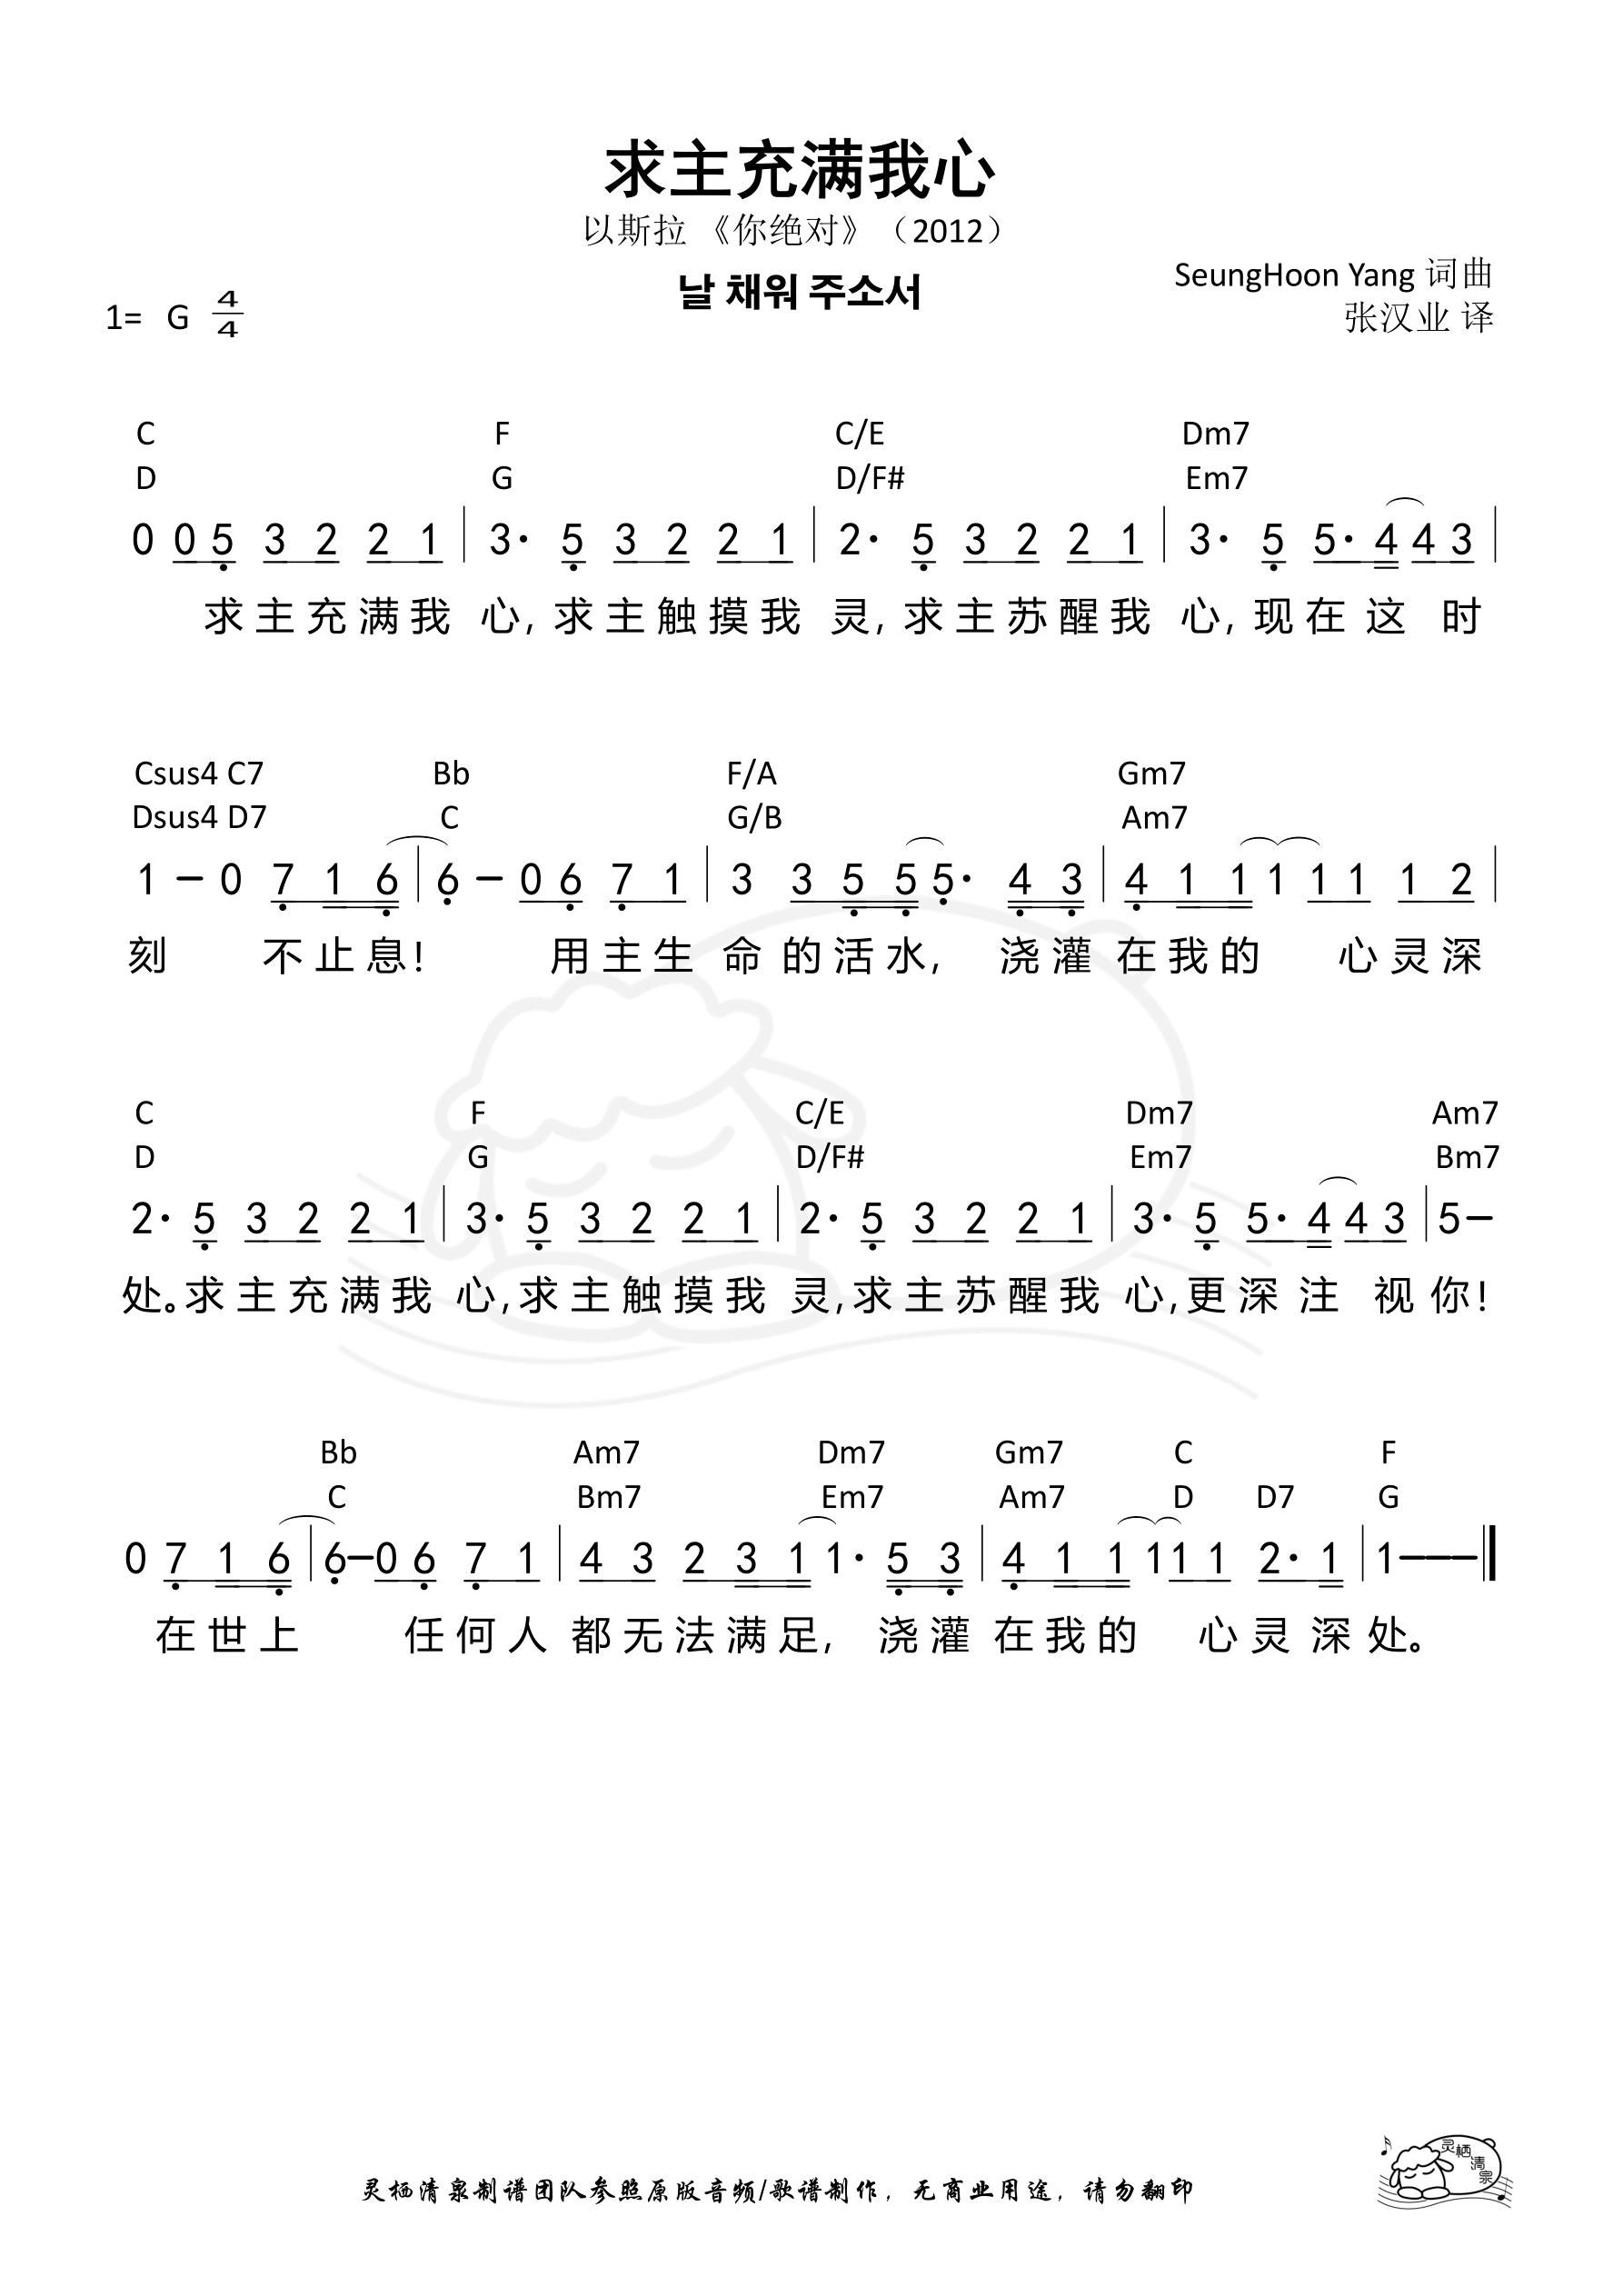 求主充满我心
以斯拉 《你绝对》（2012）
날 채워 주소서
SeungHoon Yang 词曲
张汉业 译
1= G 4/4
C F C/E Dm7
D G D/F# Em7
0 0 5 3 2 2 1 | 3· 5 3 2 2 1 | 2· 5 3 2 2 1 | 3· 5 5· 4 4 3 |
求主充满我 心, 求主触摸我 灵, 求主苏醒我 心, 现在这 时
Csus4 C7 Bb F/A Gm7
Dsus4 D7 C G/B Am7
1 – 0 7 1 6 | 6 – 0 6 7 1 | 3 3 5 5 5· 4 3 | 4 1 1 1 1 1 1 2 |
刻 不止息! 用主生 命的活水, 浇灌 在我的 心灵深
C F C/E Dm7 Am7
D G D/F# Em7 Bm7
2· 5 3 2 2 1 | 3· 5 3 2 2 1 | 2· 5 3 2 2 1 | 3· 5 5· 4 4 3 | 5 –
处。求主充满我 心,求主触摸我 灵,求主苏醒我 心,更深注 视你!
Bb Am7 Dm7 Gm7 C F
C Bm7 Em7 Am7 D D7 G
0 7 1 6 | 6 – 0 6 7 1 | 4 3 2 3 1 1· 5 3 | 4 1 1 1 1 1 2· 1 | 1 – – – ‖
在世上 任何人 都无法满足, 浇灌 在我的 心灵深处。
灵栖清泉制谱团队参照原版音频/歌谱制作，无商业用途，请勿翻印
灵栖清泉